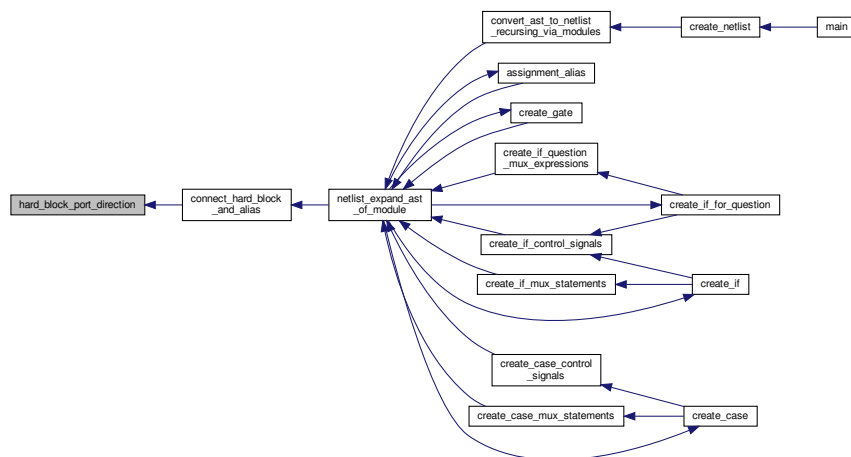 convert_ast_to_netlist
_recursing_via_modules
create_netlist
main
assignment_alias
create_gate
create_if_question
_mux_expressions
hard_block_port_direction
connect_hard_block
_and_alias
netlist_expand_ast
_of_module
create_if_for_question
create_if_control_signals
create_if_mux_statements
create_if
create_case_control
_signals
create_case_mux_statements
create_case